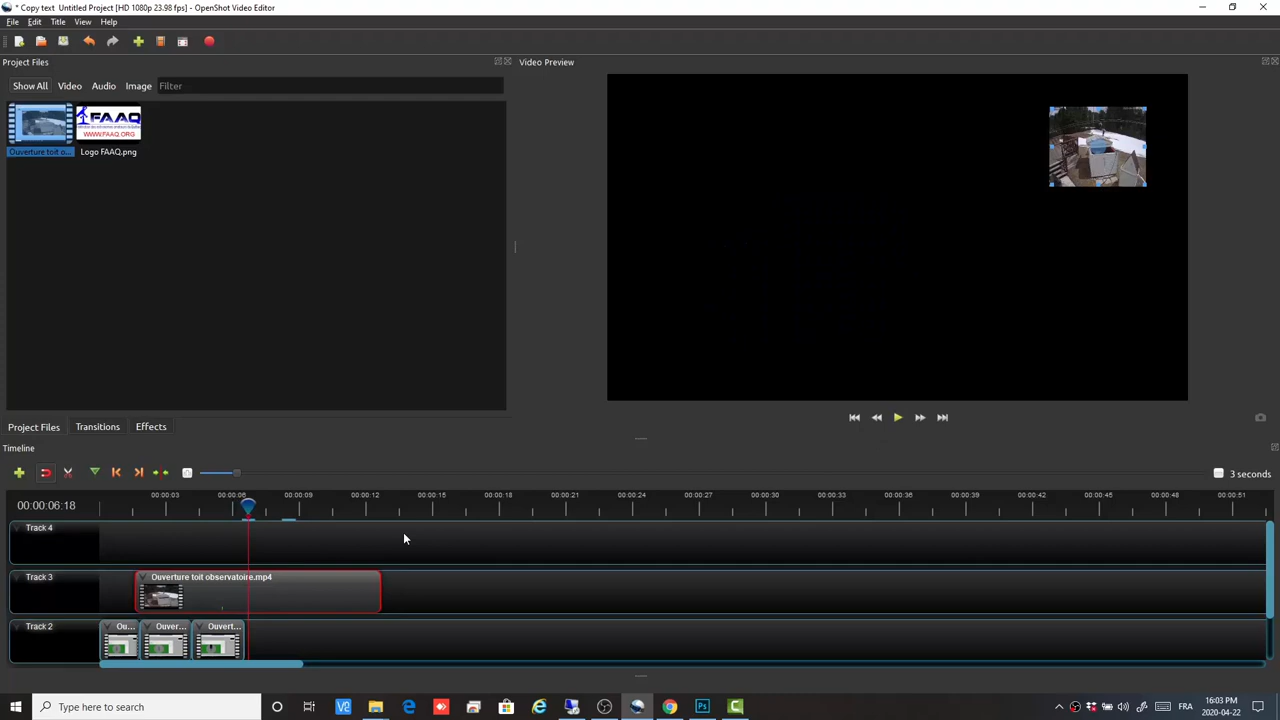 * Copy text  Untitled Project [HD 1080p 23.98 fps] - OpenShot Video Editor
File Edit Title View Help
Project Files
Video Preview
Show All Video Audio Image Filter
FAAQ
WWW.FAAQ.ORG
Ouverture toit o... Logo FAAQ.png
Project Files Transitions Effects
Timeline
3 seconds
00:00:06:18
00:00:03 00:00:06 00:00:09 00:00:12 00:00:15 00:00:18 00:00:21 00:00:24 00:00:27 00:00:30 00:00:33 00:00:36 00:00:39 00:00:42 00:00:45 00:00:48 00:00:51
Track 4
Track 3
Ouverture toit observatoire.mp4
Track 2
Ou... Ouver... Ouvert...
Type here to search
FRA
16:03 PM
2020-04-22